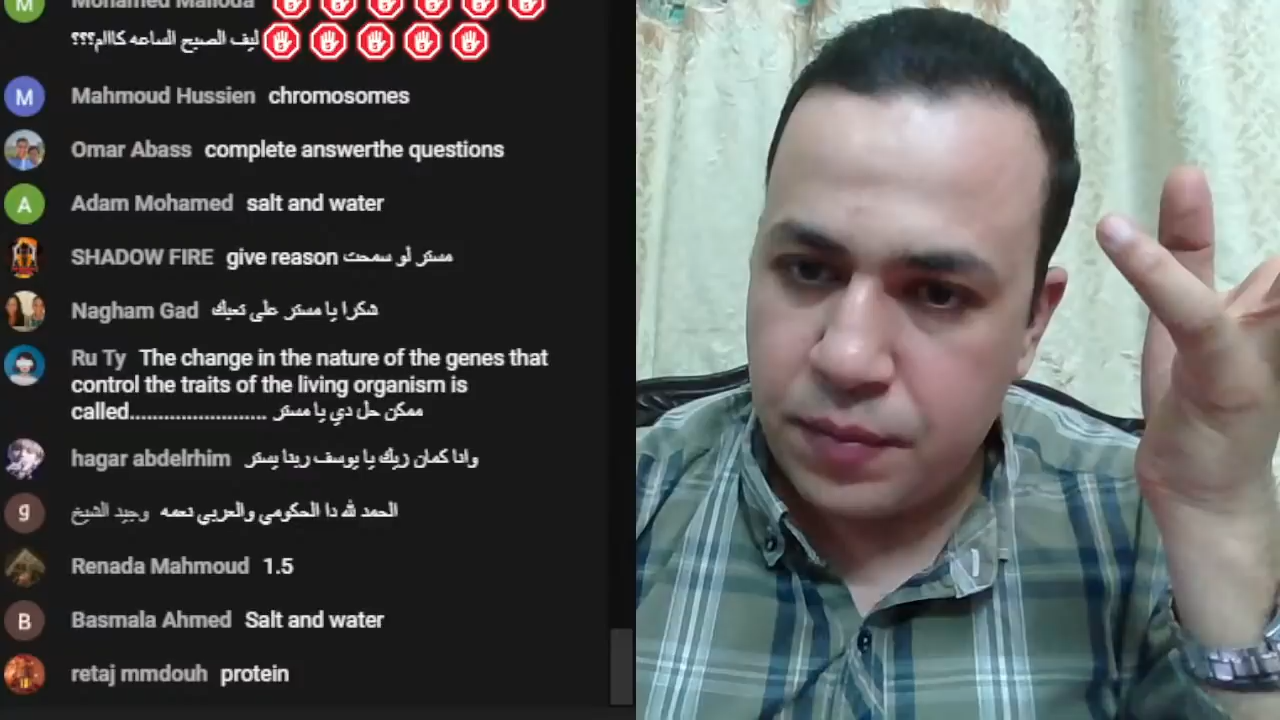 Mohamed Malloda
ليف الصبح الساعه كاام؟؟؟
M
Mahmoud Hussien chromosomes
Omar Abass complete answerthe questions
A
Adam Mohamed salt and water
SHADOW FIRE give reason مستر لو سمحت
Nagham Gad شكرا يا مستر على تعبك
Ru Ty The change in the nature of the genes that
control the traits of the living organism is
called........................ ممكن حل دي يا مستر
hagar abdelrhim وانا كمان زيك يا يوسف ربنا يستر
g
وجيد الشيخ الحمد لله دا الحكومى والعربى نعمه
Renada Mahmoud 1.5
B
Basmala Ahmed Salt and water
retaj mmdouh protein